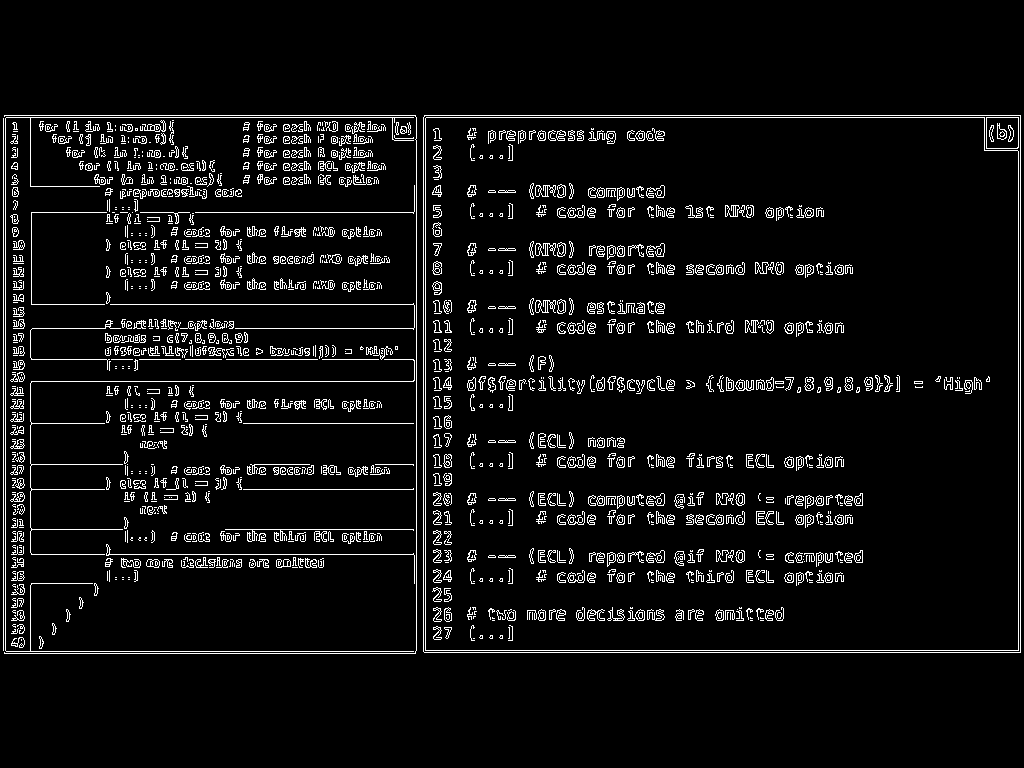 (a)
1 for (i in 1:no.nmo){ # for each NMO option
2 for (j in 1:no.f){ # for each F option
3 for (k in 1:no.r){ # for each R option
4 for (l in 1:no.ecl){ # for each ECL option
5 for (n in 1:no.ec){ # for each EC option
6 # preprocessing code
7 [...]
8 if (i == 1) {
9 [...] # code for the first NMO option
10 } else if (i == 2) {
11 [...] # code for the second NMO option
12 } else if (i == 3) {
13 [...] # code for the third NMO option
14 }
15
16 # fertility options
17 bounds = c(7,8,9,8,9)
18 df$fertility[df$cycle > bounds[j]] = 'High'
19 [...]
20
21 if (l == 1) {
22 [...] # code for the first ECL option
23 } else if (l == 2) {
24 if (i == 2) {
25 next
26 }
27 [...] # code for the second ECL option
28 } else if (l == 3) {
29 if (i == 1) {
30 next
31 }
32 [...] # code for the third ECL option
33 }
34 # two more decisions are omitted
35 [...]
36 }
37 }
38 }
39 }
40 }
(b)
1 # preprocessing code
2 [...]
3
4 # --- (NMO) computed
5 [...] # code for the 1st NMO option
6
7 # --- (NMO) reported
8 [...] # code for the second NMO option
9
10 # --- (NMO) estimate
11 [...] # code for the third NMO option
12
13 # --- (F)
14 df$fertility[df$cycle > {{bound=7,8,9,8,9}}] = 'High'
15 [...]
16
17 # --- (ECL) none
18 [...] # code for the first ECL option
19
20 # --- (ECL) computed @if NMO != reported
21 [...] # code for the second ECL option
22
23 # --- (ECL) reported @if NMO != computed
24 [...] # code for the third ECL option
25
26 # two more decisions are omitted
27 [...]